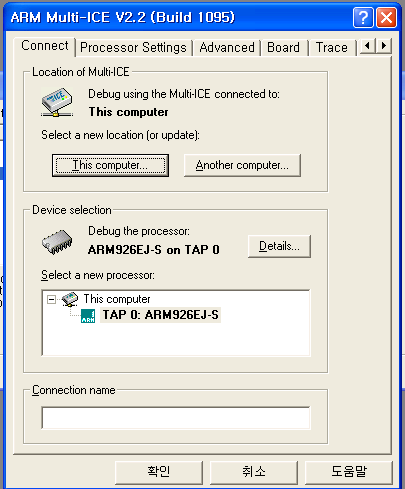 ARM Multi-ICE V2.2 (Build 1095)
Connect Processor Settings Advanced Board Trace
Location of Multi-ICE
Debug using the Multi-ICE connected to:
This computer
Select a new location (or update):
This computer... Another computer...
Device selection
Debug the processor:
ARM926EJ-S on TAP 0
Details...
Select a new processor:
This computer
TAP 0: ARM926EJ-S
Connection name
확인 취소 도움말